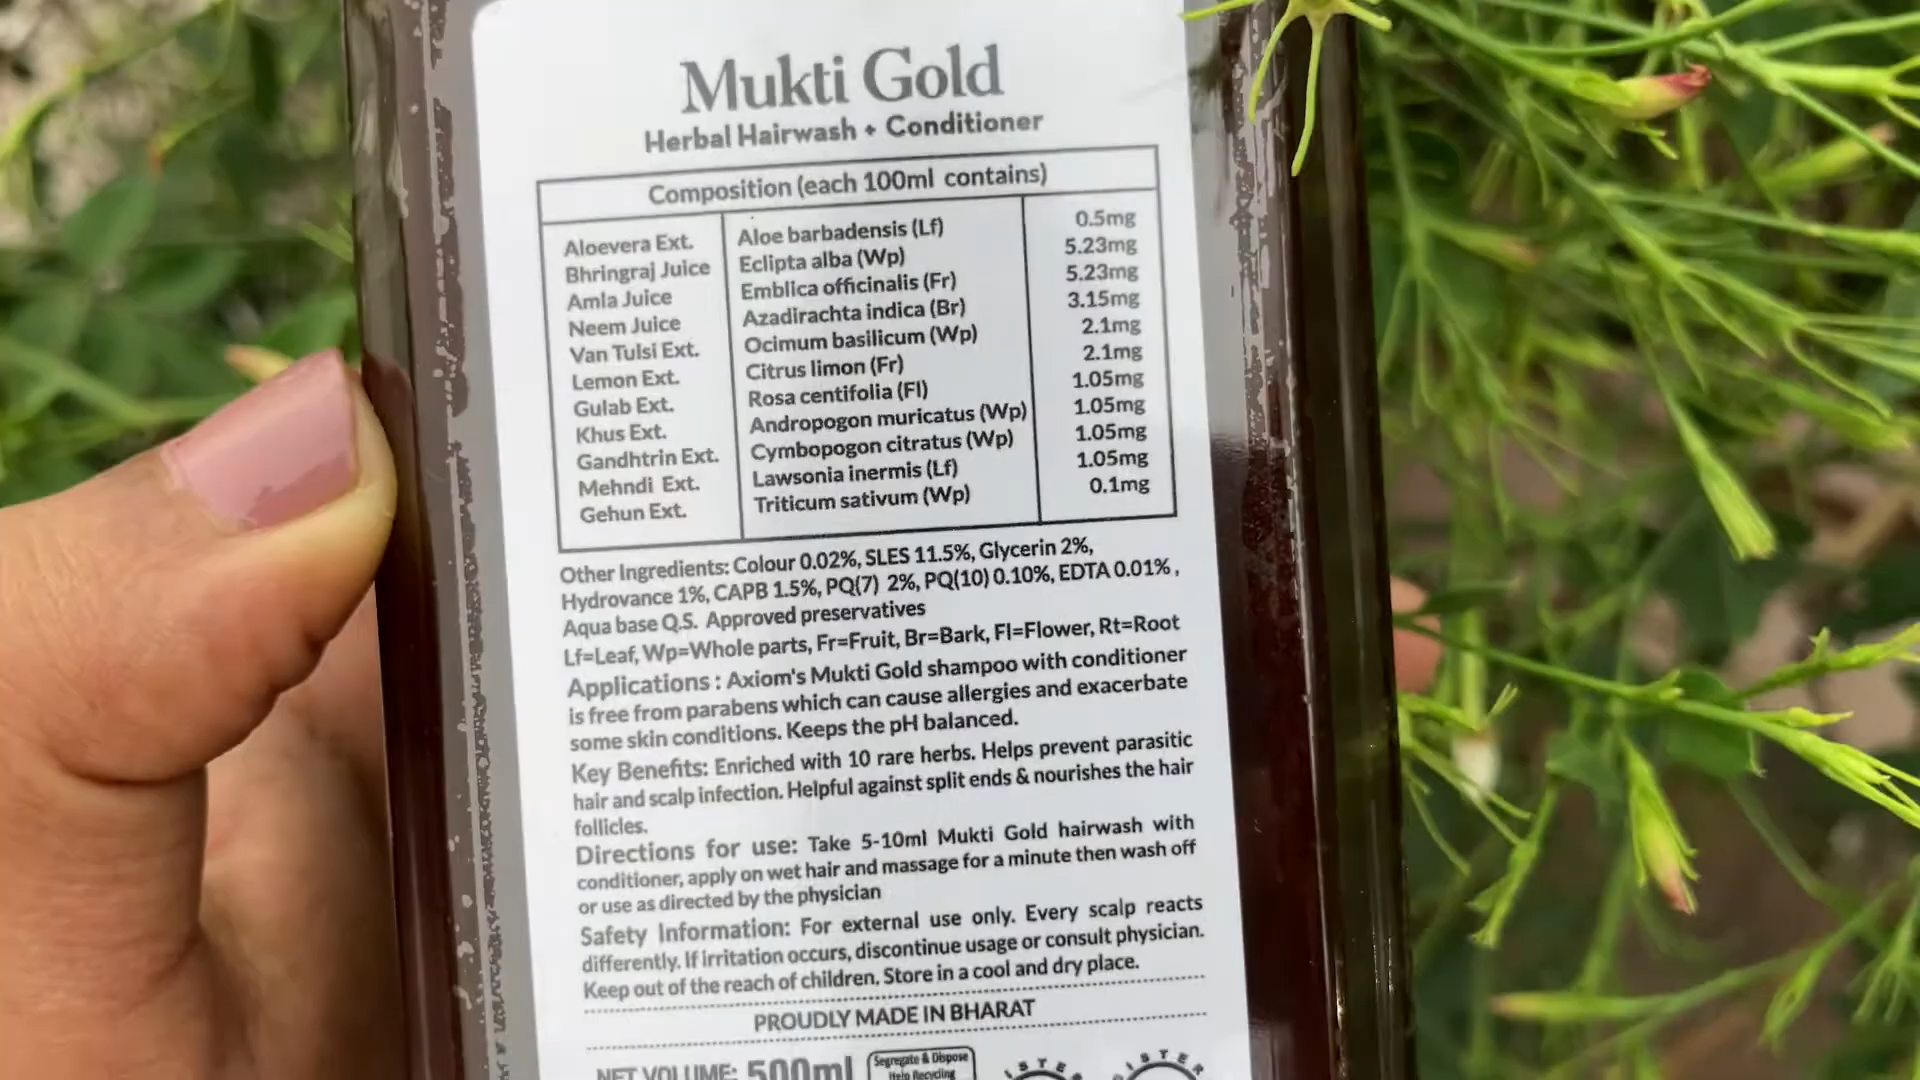 Mukti Gold
Herbal Hairwash + Conditioner
Composition (each 100ml contains)
Aloevera Ext. Aloe barbadensis (Lf) 0.5mg
Bhringraj Juice Eclipta alba (Wp) 5.23mg
Amla Juice Emblica officinalis (Fr) 5.23mg
Neem Juice Azadirachta indica (Br) 3.15mg
Van Tulsi Ext. Ocimum basilicum (Wp) 2.1mg
Lemon Ext. Citrus limon (Fr) 2.1mg
Gulab Ext. Rosa centifolia (Fl) 1.05mg
Khus Ext. Andropogon muricatus (Wp) 1.05mg
Gandhtrin Ext. Cymbopogon citratus (Wp) 1.05mg
Mehndi Ext. Lawsonia inermis (Lf) 1.05mg
Gehun Ext. Triticum sativum (Wp) 0.1mg
Other Ingredients: Colour 0.02%, SLES 11.5%, Glycerin 2%,
Hydrovance 1%, CAPB 1.5%, PQ(7) 2%, PQ(10) 0.10%, EDTA 0.01% ,
Aqua base Q.S. Approved preservatives
Lf=Leaf, Wp=Whole parts, Fr=Fruit, Br=Bark, Fl=Flower, Rt=Root
Applications : Axiom's Mukti Gold shampoo with conditioner
is free from parabens which can cause allergies and exacerbate
some skin conditions. Keeps the pH balanced.
Key Benefits: Enriched with 10 rare herbs. Helps prevent parasitic
hair and scalp infection. Helpful against split ends & nourishes the hair
follicles.
Directions for use: Take 5-10ml Mukti Gold hairwash with
conditioner, apply on wet hair and massage for a minute then wash off
or use as directed by the physician
Safety Information: For external use only. Every scalp reacts
differently. If irritation occurs, discontinue usage or consult physician.
Keep out of the reach of children. Store in a cool and dry place.
PROUDLY MADE IN BHARAT
NET VOLUME: 500ml
Segregate & Dispose
Help Recycling